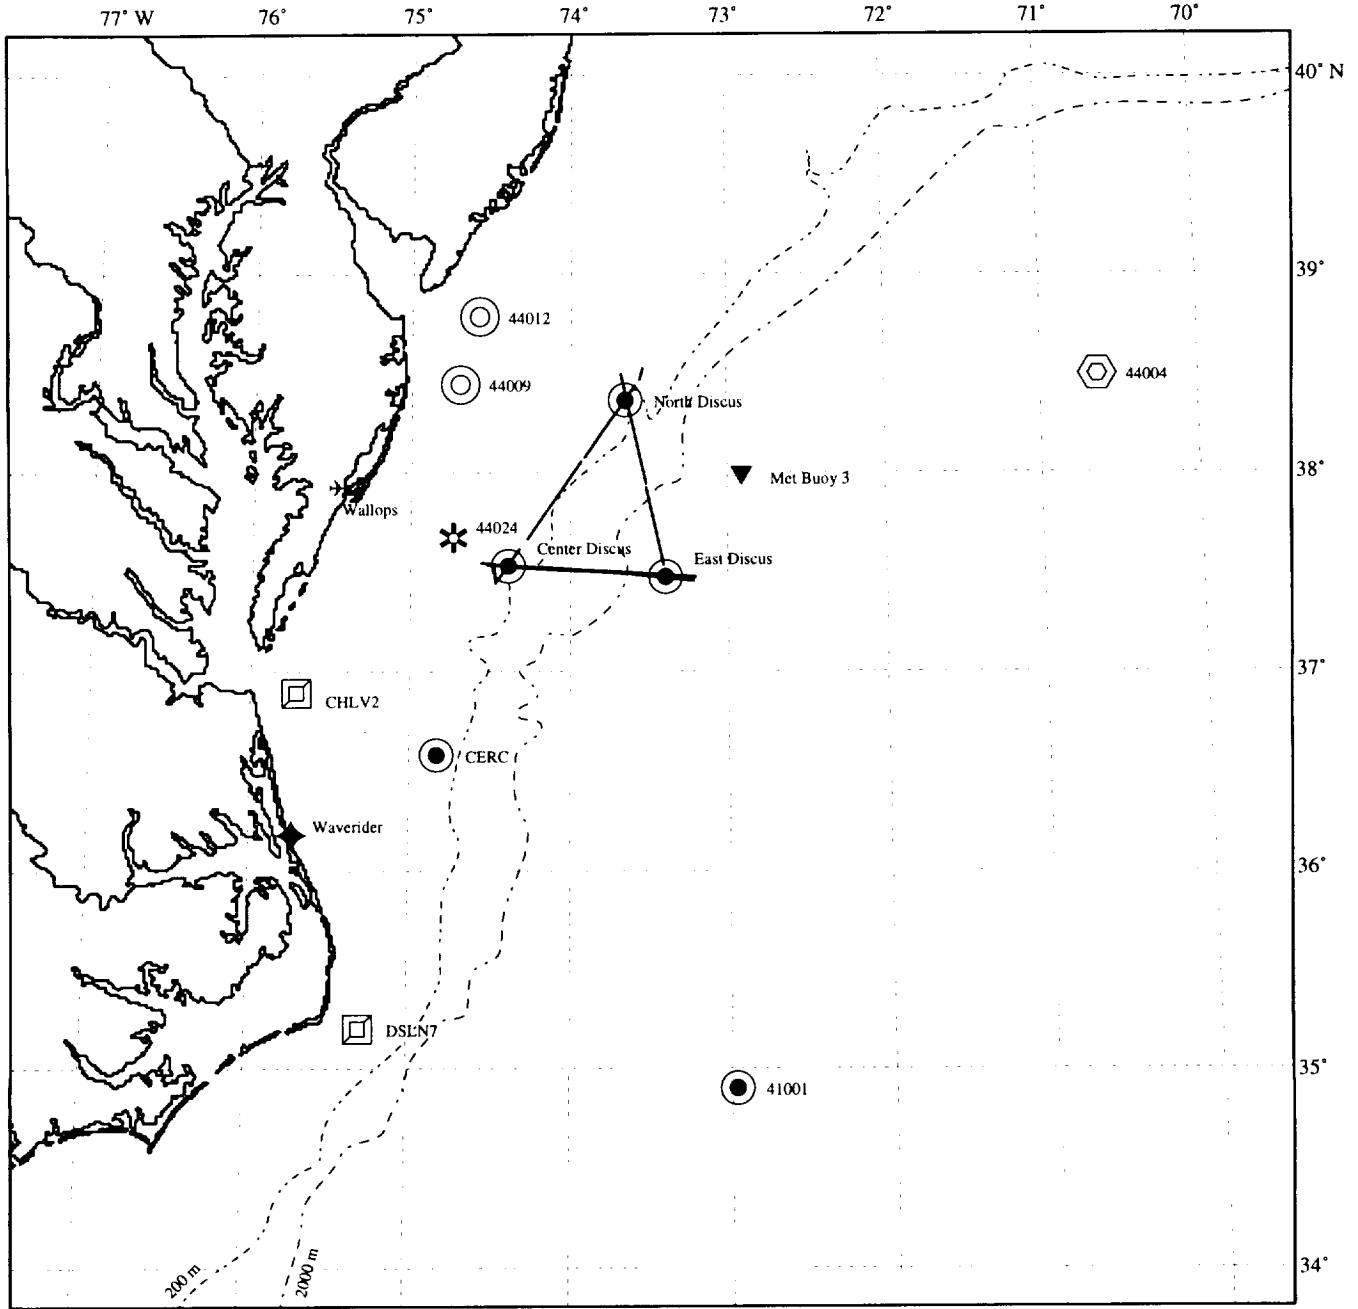 77° W 76° 75° 74° 73° 72° 71° 70°
40° N
39°
44012
44004
44009
North Discus
38°
Met Buoy 3
Wallops
44024
Center Discus
East Discus
37°
CHLV2
CERC
Waverider
36°
DSLN7
35°
41001
34°
200 m
2000 m